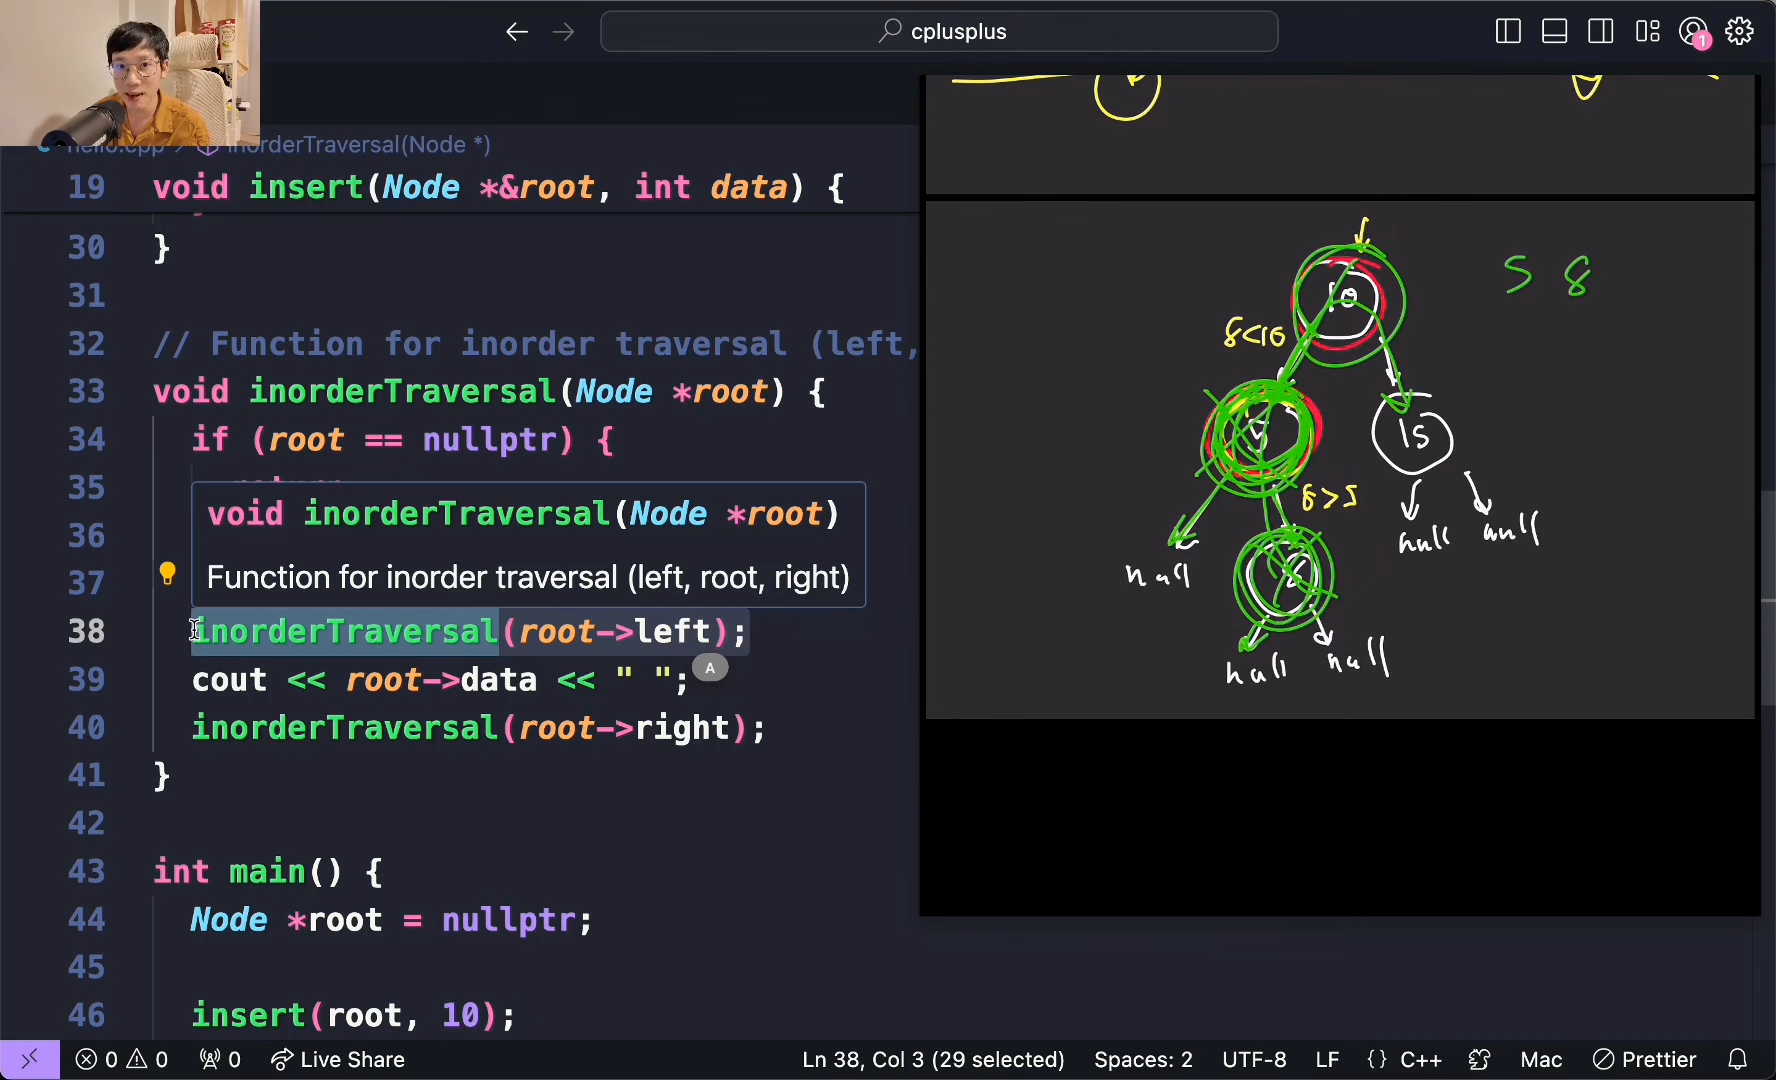 cplusplus
1
inorderTraversal(Node *)
19 void insert(Node *&root, int data) {
30 }
31
32 // Function for inorder traversal (left,
33 void inorderTraversal(Node *root) {
34 if (root == nullptr) {
35
36
37
void inorderTraversal(Node *root)
Function for inorder traversal (left, root, right)
38 inorderTraversal(root->left);
A
39 cout << root->data << " ";
40 inorderTraversal(root->right);
41 }
42
43 int main() {
44 Node *root = nullptr;
45
46 insert(root, 10);
5 8
10
8<10
5
15
8>5
null
null
null
8
null
null
0 0 0 Live Share
Ln 38, Col 3 (29 selected) Spaces: 2 UTF-8 LF {} C++ Mac Prettier